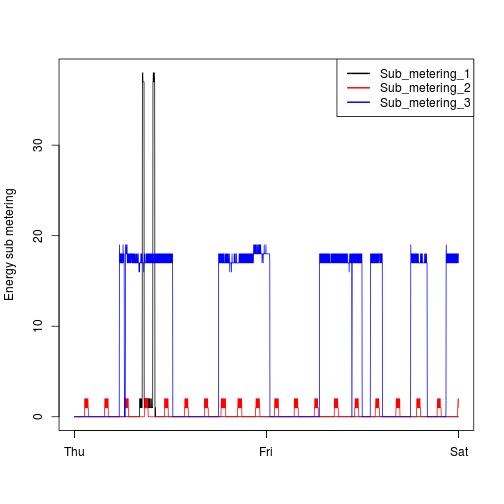 Sub_metering_1
Sub_metering_2
Sub_metering_3
Energy sub metering
30
20
10
0
Thu
Fri
Sat